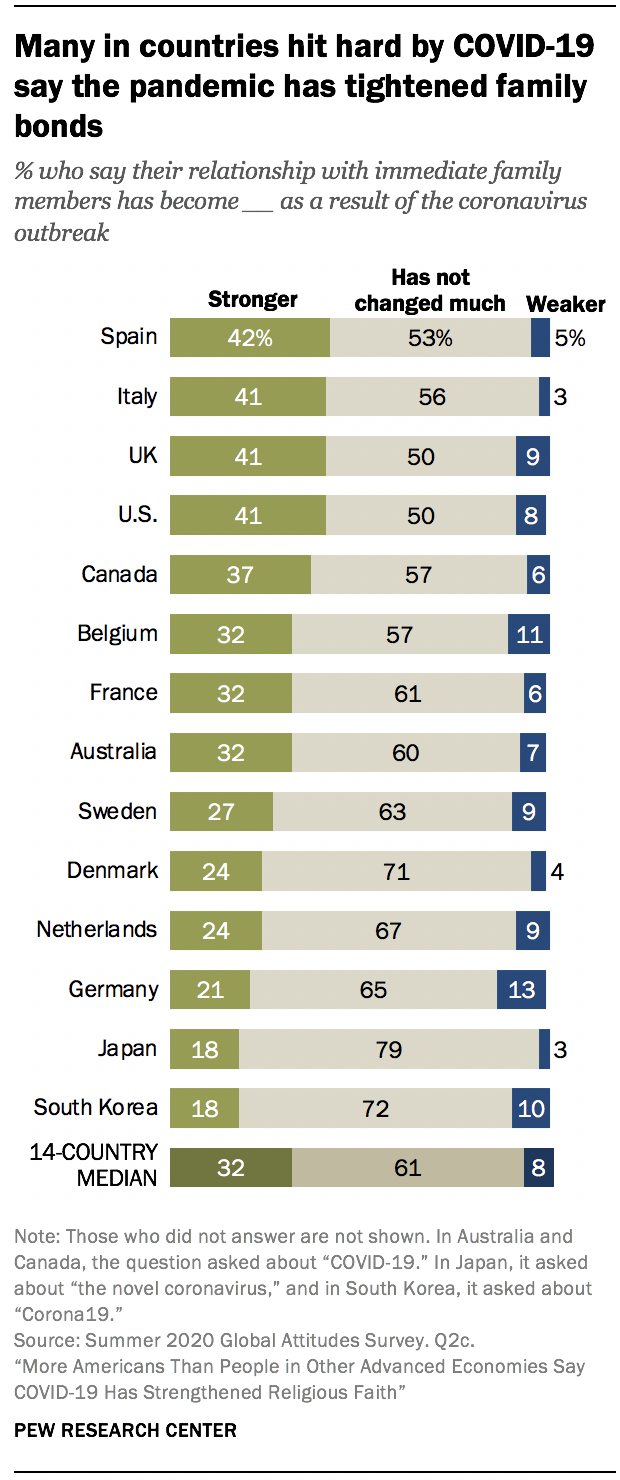 Many in countries hit hard by COVID-19
say the pandemic has tightened family
bonds
% who say their relationship with immediate family
members has become __ as a result of the coronavirus
outbreak
Stronger Has not changed much Weaker
Spain 42% 53% 5%
Italy 41 56 3
UK 41 50 9
U.S. 41 50 8
Canada 37 57 6
Belgium 32 57 11
France 32 61 6
Australia 32 60 7
Sweden 27 63 9
Denmark 24 71 4
Netherlands 24 67 9
Germany 21 65 13
Japan 18 79 3
South Korea 18 72 10
14-COUNTRY
MEDIAN 32 61 8
Note: Those who did not answer are not shown. In Australia and
Canada, the question asked about “COVID-19.” In Japan, it asked
about “the novel coronavirus,” and in South Korea, it asked about
“Corona19.”
Source: Summer 2020 Global Attitudes Survey. Q2c.
“More Americans Than People in Other Advanced Economies Say
COVID-19 Has Strengthened Religious Faith”
PEW RESEARCH CENTER